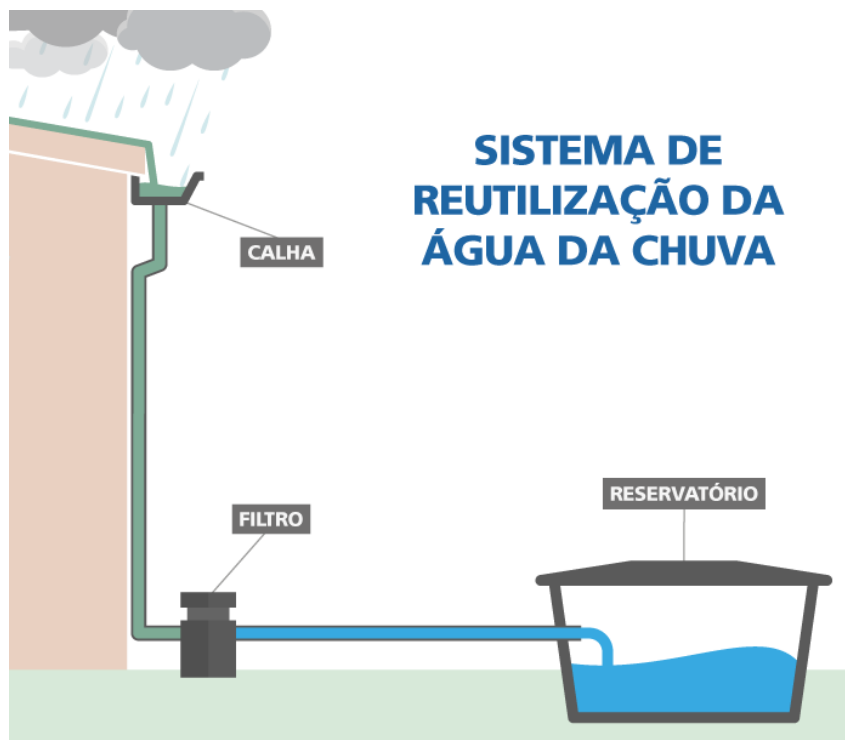 SISTEMA DE
REUTILIZAÇÃO DA
ÁGUA DA CHUVA
CALHA
RESERVATÓRIO
FILTRO